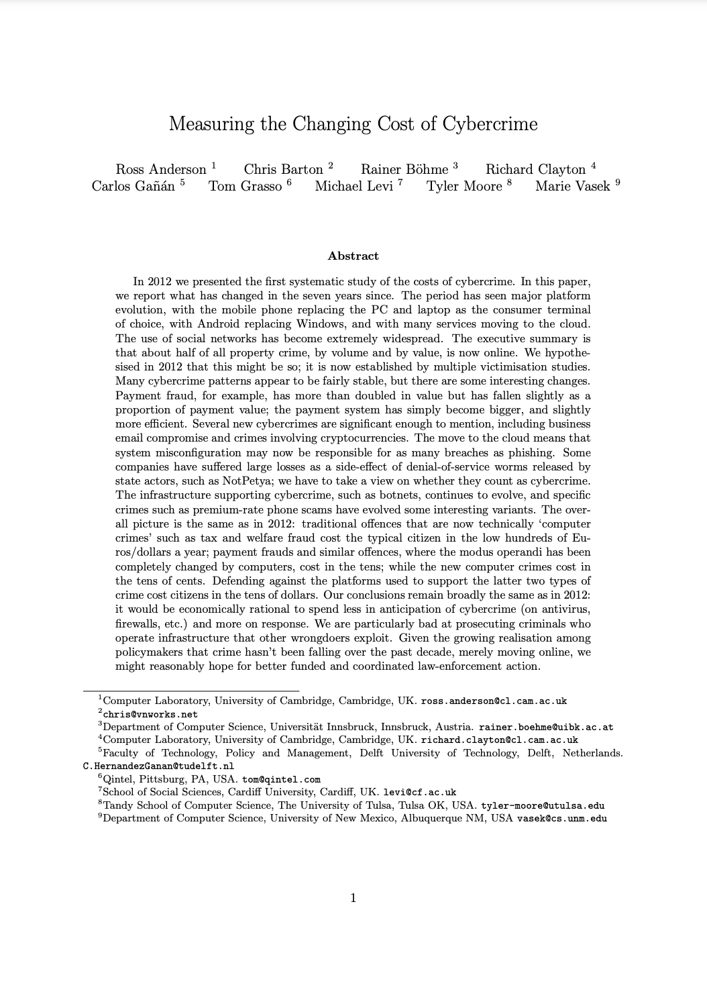 Measuring the Changing Cost of Cybercrime
Ross Anderson 1 Chris Barton 2 Rainer Böhme 3 Richard Clayton 4
Carlos Gañán 5 Tom Grasso 6 Michael Levi 7 Tyler Moore 8 Marie Vasek 9
Abstract
In 2012 we presented the first systematic study of the costs of cybercrime. In this paper,
we report what has changed in the seven years since. The period has seen major platform
evolution, with the mobile phone replacing the PC and laptop as the consumer terminal
of choice, with Android replacing Windows, and with many services moving to the cloud.
The use of social networks has become extremely widespread. The executive summary is
that about half of all property crime, by volume and by value, is now online. We hypothe-
sised in 2012 that this might be so; it is now established by multiple victimisation studies.
Many cybercrime patterns appear to be fairly stable, but there are some interesting changes.
Payment fraud, for example, has more than doubled in value but has fallen slightly as a
proportion of payment value; the payment system has simply become bigger, and slightly
more efficient. Several new cybercrimes are significant enough to mention, including business
email compromise and crimes involving cryptocurrencies. The move to the cloud means that
system misconfiguration may now be responsible for as many breaches as phishing. Some
companies have suffered large losses as a side-effect of denial-of-service worms released by
state actors, such as NotPetya; we have to take a view on whether they count as cybercrime.
The infrastructure supporting cybercrime, such as botnets, continues to evolve, and specific
crimes such as premium-rate phone scams have evolved some interesting variants. The over-
all picture is the same as in 2012: traditional offences that are now technically ‘computer
crimes’ such as tax and welfare fraud cost the typical citizen in the low hundreds of Eu-
ros/dollars a year; payment frauds and similar offences, where the modus operandi has been
completely changed by computers, cost in the tens; while the new computer crimes cost in
the tens of cents. Defending against the platforms used to support the latter two types of
crime cost citizens in the tens of dollars. Our conclusions remain broadly the same as in 2012:
it would be economically rational to spend less in anticipation of cybercrime (on antivirus,
firewalls, etc.) and more on response. We are particularly bad at prosecuting criminals who
operate infrastructure that other wrongdoers exploit. Given the growing realisation among
policymakers that crime hasn’t been falling over the past decade, merely moving online, we
might reasonably hope for better funded and coordinated law-enforcement action.
1Computer Laboratory, University of Cambridge, Cambridge, UK. ross.anderson@cl.cam.ac.uk
2chris@vnworks.net
3Department of Computer Science, Universität Innsbruck, Innsbruck, Austria. rainer.boehme@uibk.ac.at
4Computer Laboratory, University of Cambridge, Cambridge, UK. richard.clayton@cl.cam.ac.uk
5Faculty of Technology, Policy and Management, Delft University of Technology, Delft, Netherlands.
C.HernandezGanan@tudelft.nl
6Qintel, Pittsburg, PA, USA. tom@qintel.com
7School of Social Sciences, Cardiff University, Cardiff, UK. levi@cf.ac.uk
8Tandy School of Computer Science, The University of Tulsa, Tulsa OK, USA. tyler-moore@utulsa.edu
9Department of Computer Science, University of New Mexico, Albuquerque NM, USA vasek@cs.unm.edu
1